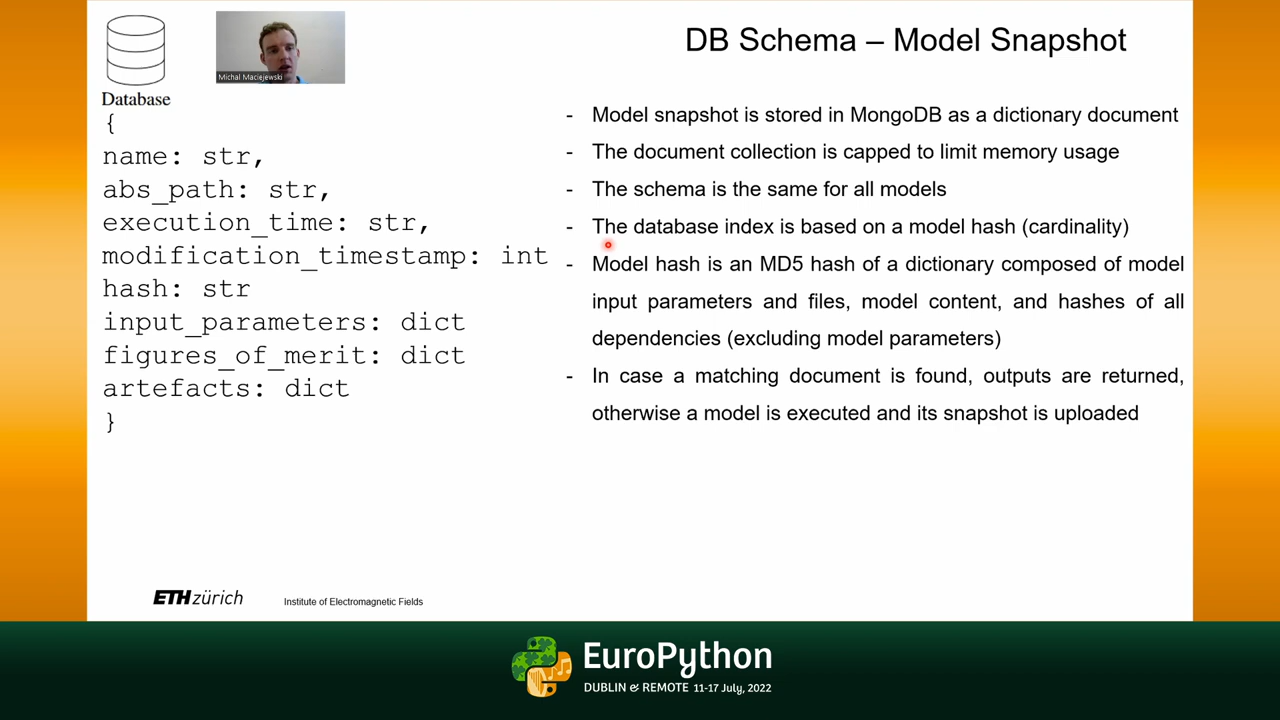 DB Schema – Model Snapshot
Michal Maciejewski
Database
{
name: str,
abs_path: str,
execution_time: str,
modification_timestamp: int
hash: str
input_parameters: dict
figures_of_merit: dict
artefacts: dict
}
- Model snapshot is stored in MongoDB as a dictionary document
- The document collection is capped to limit memory usage
- The schema is the same for all models
- The database index is based on a model hash (cardinality)
- Model hash is an MD5 hash of a dictionary composed of model
input parameters and files, model content, and hashes of all
dependencies (excluding model parameters)
- In case a matching document is found, outputs are returned,
otherwise a model is executed and its snapshot is uploaded
ETH zürich
Institute of Electromagnetic Fields
EuroPython
DUBLIN & REMOTE 11-17 July, 2022